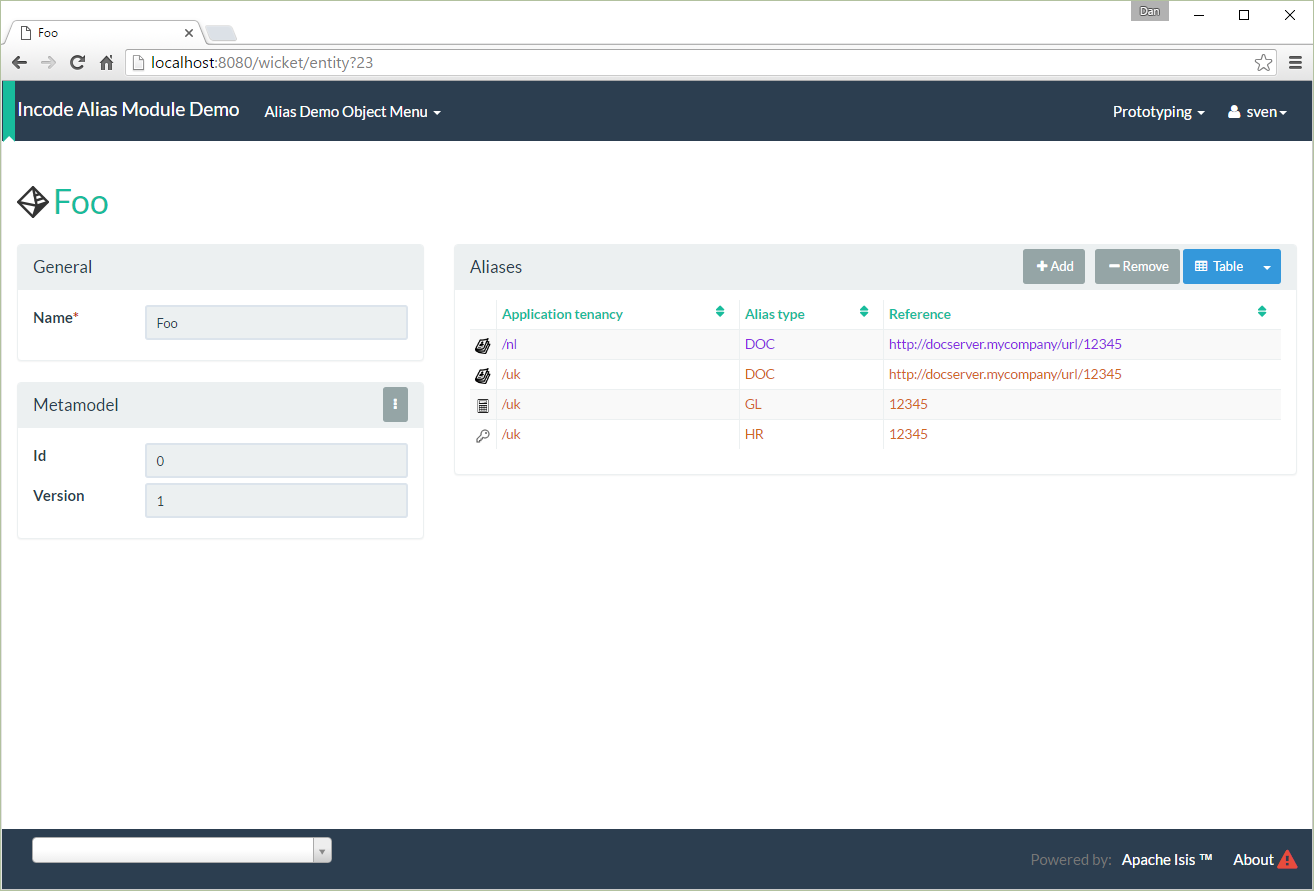 Dan
Foo
localhost:8080/wicket/entity?23
Incode Alias Module Demo Alias Demo Object Menu Prototyping sven
Foo
General
Name*
Foo
Metamodel
Id
0
Version
1
Aliases
Add Remove Table
Application tenancy Alias type Reference
/nl DOC http://docserver.mycompany/url/12345
/uk DOC http://docserver.mycompany/url/12345
/uk GL 12345
/uk HR 12345
Powered by: Apache Isis ™ About